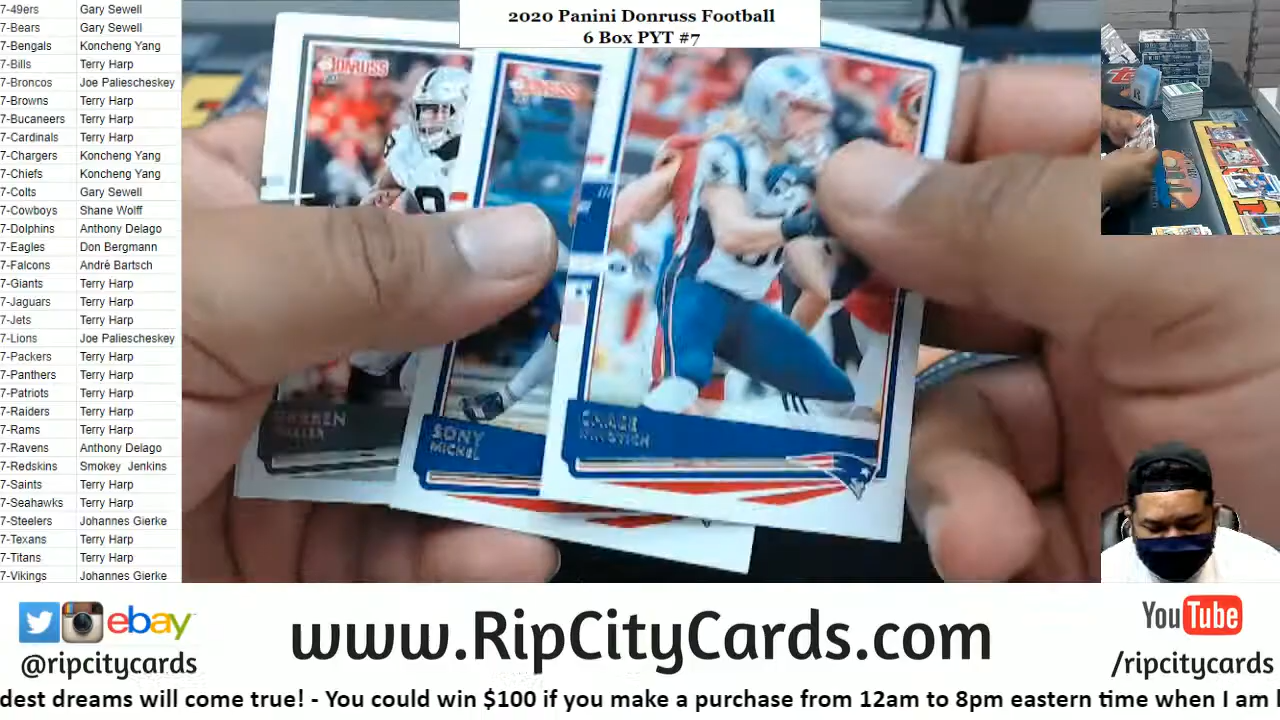 2020 Panini Donruss Football
6 Box PYT #7
7-49ers Gary Sewell
7-Bears Gary Sewell
7-Bengals Koncheng Yang
7-Bills Terry Harp
7-Broncos Joe Paliescheskey
7-Browns Terry Harp
7-Bucaneers Terry Harp
7-Cardinals Terry Harp
7-Chargers Koncheng Yang
7-Chiefs Koncheng Yang
7-Colts Gary Sewell
7-Cowboys Shane Wolff
7-Dolphins Anthony Delago
7-Eagles Don Bergmann
7-Falcons Andrè Bartsch
7-Giants Terry Harp
7-Jaguars Terry Harp
7-Jets Terry Harp
7-Lions Joe Paliescheskey
7-Packers Terry Harp
7-Panthers Terry Harp
7-Patriots Terry Harp
7-Raiders Terry Harp
7-Rams Terry Harp
7-Ravens Anthony Delago
7-Redskins Smokey Jenkins
7-Saints Terry Harp
7-Seahawks Terry Harp
7-Steelers Johannes Gierke
7-Texans Terry Harp
7-Titans Terry Harp
7-Vikings Johannes Gierke
DONRUSS
DONRUSS
SONY
MICHEL
CHASE
ebay
@ripcitycards
www.RipCityCards.com
YouTube
/ripcitycards
dest dreams will come true! - You could win $100 if you make a purchase from 12am to 8pm eastern time when I am l